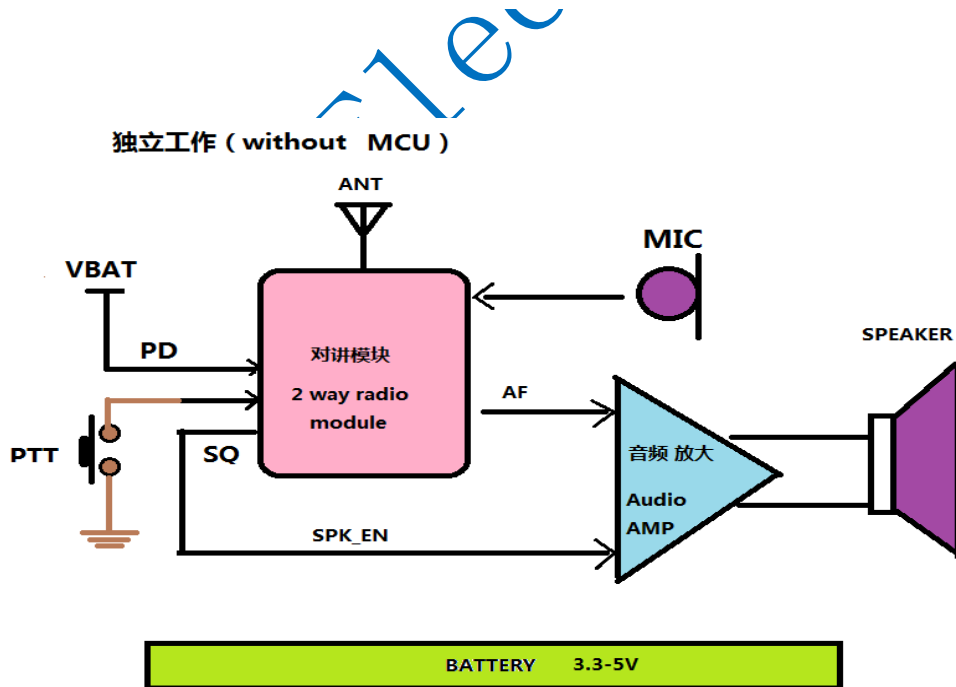 独立工作（without MCU）
ANT
MIC
VBAT
SPEAKER
PD
对讲模块
2 way radio
module
AF
PTT
SQ
音频 放大
Audio
AMP
SPK_EN
BATTERY 3.3-5V